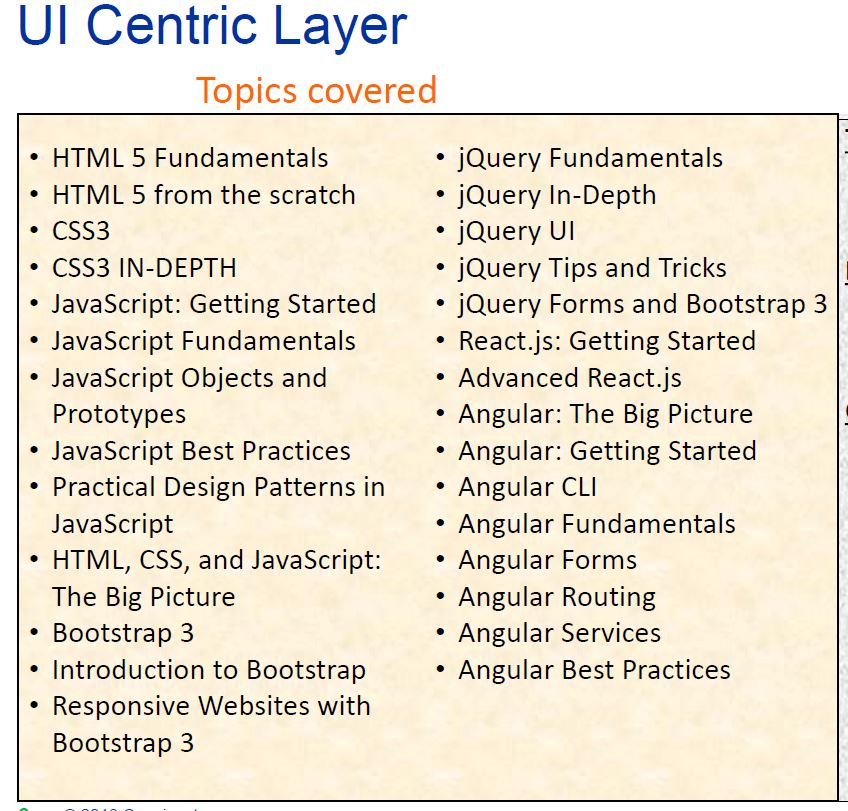 UI Centric Layer
Topics covered
• HTML 5 Fundamentals
• HTML 5 from the scratch
• CSS3
• CSS3 IN-DEPTH
• JavaScript: Getting Started
• JavaScript Fundamentals
• JavaScript Objects and
Prototypes
• JavaScript Best Practices
• Practical Design Patterns in
JavaScript
• HTML, CSS, and JavaScript:
The Big Picture
• Bootstrap 3
• Introduction to Bootstrap
• Responsive Websites with
Bootstrap 3
• jQuery Fundamentals
• jQuery In-Depth
• jQuery UI
• jQuery Tips and Tricks
• jQuery Forms and Bootstrap 3
• React.js: Getting Started
• Advanced React.js
• Angular: The Big Picture
• Angular: Getting Started
• Angular CLI
• Angular Fundamentals
• Angular Forms
• Angular Routing
• Angular Services
• Angular Best Practices